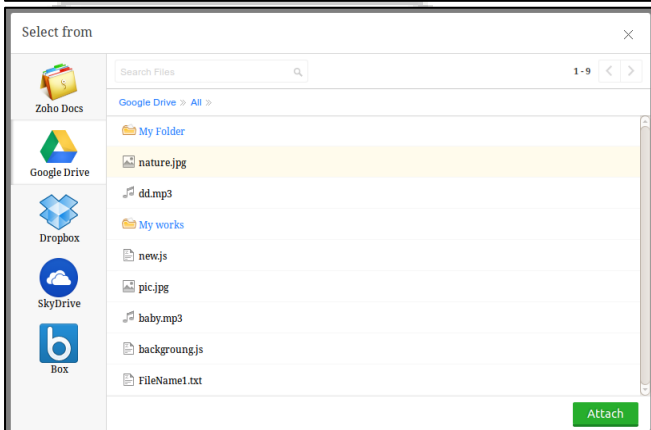 Select from
Zoho Docs
Google Drive
Dropbox
SkyDrive
Box
Search Files
1 - 9
Google Drive » All »
My Folder
nature.jpg
dd.mp3
My works
new.js
pic.jpg
baby.mp3
backgroung.js
FileName1.txt
Attach